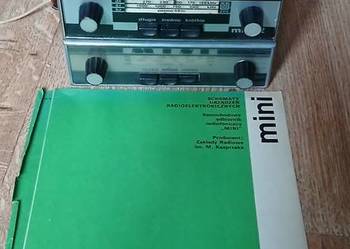 długie średnie krótkie
mini
SCHEMATY
URZĄDZEŃ
RADIOELEKTRONICZNYCH
Samochodowy
odbiornik
radiofoniczny
„MINI”
Producent:
Zakłady Radiowe
im. M. Kasprzaka
mini